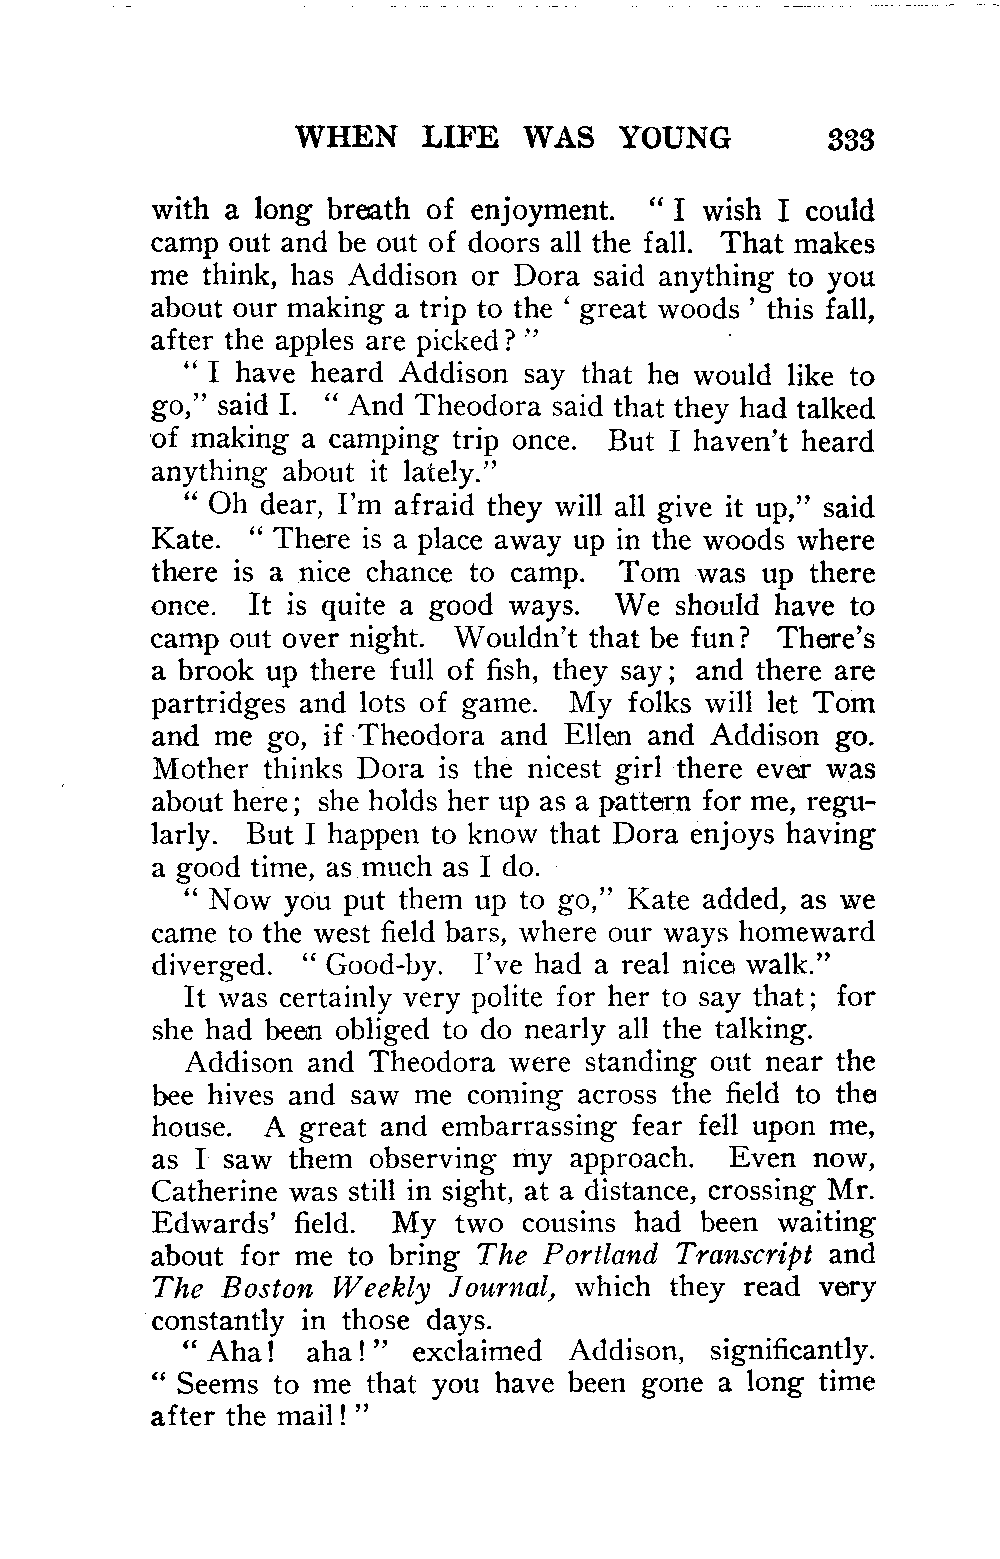 WHEN LIFE WAS YOUNG 333
with a long breath of enjoyment. “ I wish I could
camp out and be out of doors all the fall. That makes
me think, has Addison or Dora said anything to you
about our making a trip to the ‘ great woods ’ this fall,
after the apples are picked? ”
“ I have heard Addison say that he would like to
go,” said I. “ And Theodora said that they had talked
of making a camping trip once. But I haven’t heard
anything about it lately.”
“ Oh dear, I’m afraid they will all give it up,” said
Kate. “ There is a place away up in the woods where
there is a nice chance to camp. Tom was up there
once. It is quite a good ways. We should have to
camp out over night. Wouldn’t that be fun? There’s
a brook up there full of fish, they say; and there are
partridges and lots of game. My folks will let Tom
and me go, if Theodora and Ellen and Addison go.
Mother thinks Dora is the nicest girl there ever was
about here; she holds her up as a pattern for me, regu-
larly. But I happen to know that Dora enjoys having
a good time, as much as I do.
“ Now you put them up to go,” Kate added, as we
came to the west field bars, where our ways homeward
diverged. “ Good-by. I’ve had a real nice walk.”
It was certainly very polite for her to say that; for
she had been obliged to do nearly all the talking.
Addison and Theodora were standing out near the
bee hives and saw me coming across the field to the
house. A great and embarrassing fear fell upon me,
as I saw them observing my approach. Even now,
Catherine was still in sight, at a distance, crossing Mr.
Edwards’ field. My two cousins had been waiting
about for me to bring The Portland Transcript and
The Boston Weekly Journal, which they read very
constantly in those days.
“ Aha! aha! ” exclaimed Addison, significantly.
“ Seems to me that you have been gone a long time
after the mail! ”